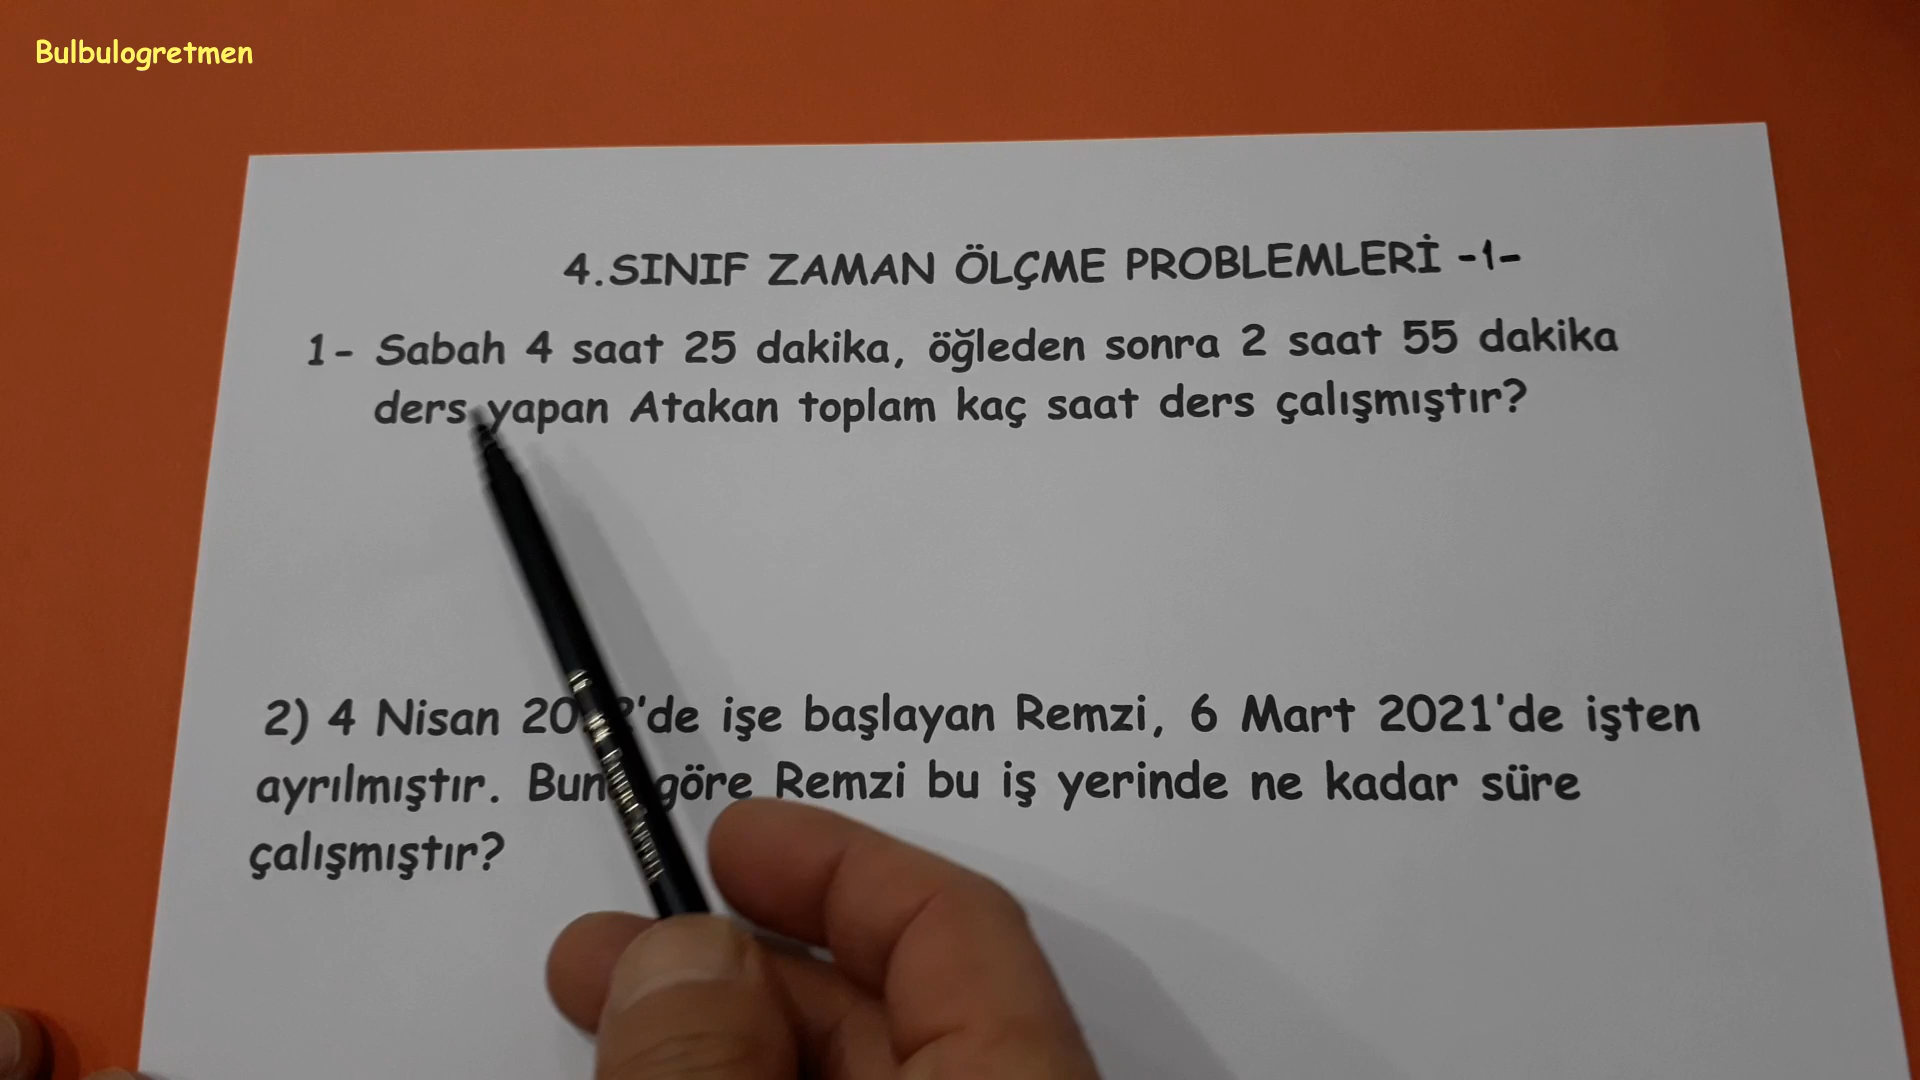 Bulbulogretmen
4.SINIF ZAMAN ÖLÇME PROBLEMLERİ -1-
1- Sabah 4 saat 25 dakika, öğleden sonra 2 saat 55 dakika
ders yapan Atakan toplam kaç saat ders çalışmıştır?
2) 4 Nisan 'de işe başlayan Remzi, 6 Mart 2021'de işten
ayrılmıştır. göre Remzi bu iş yerinde ne kadar süre
çalışmıştır?